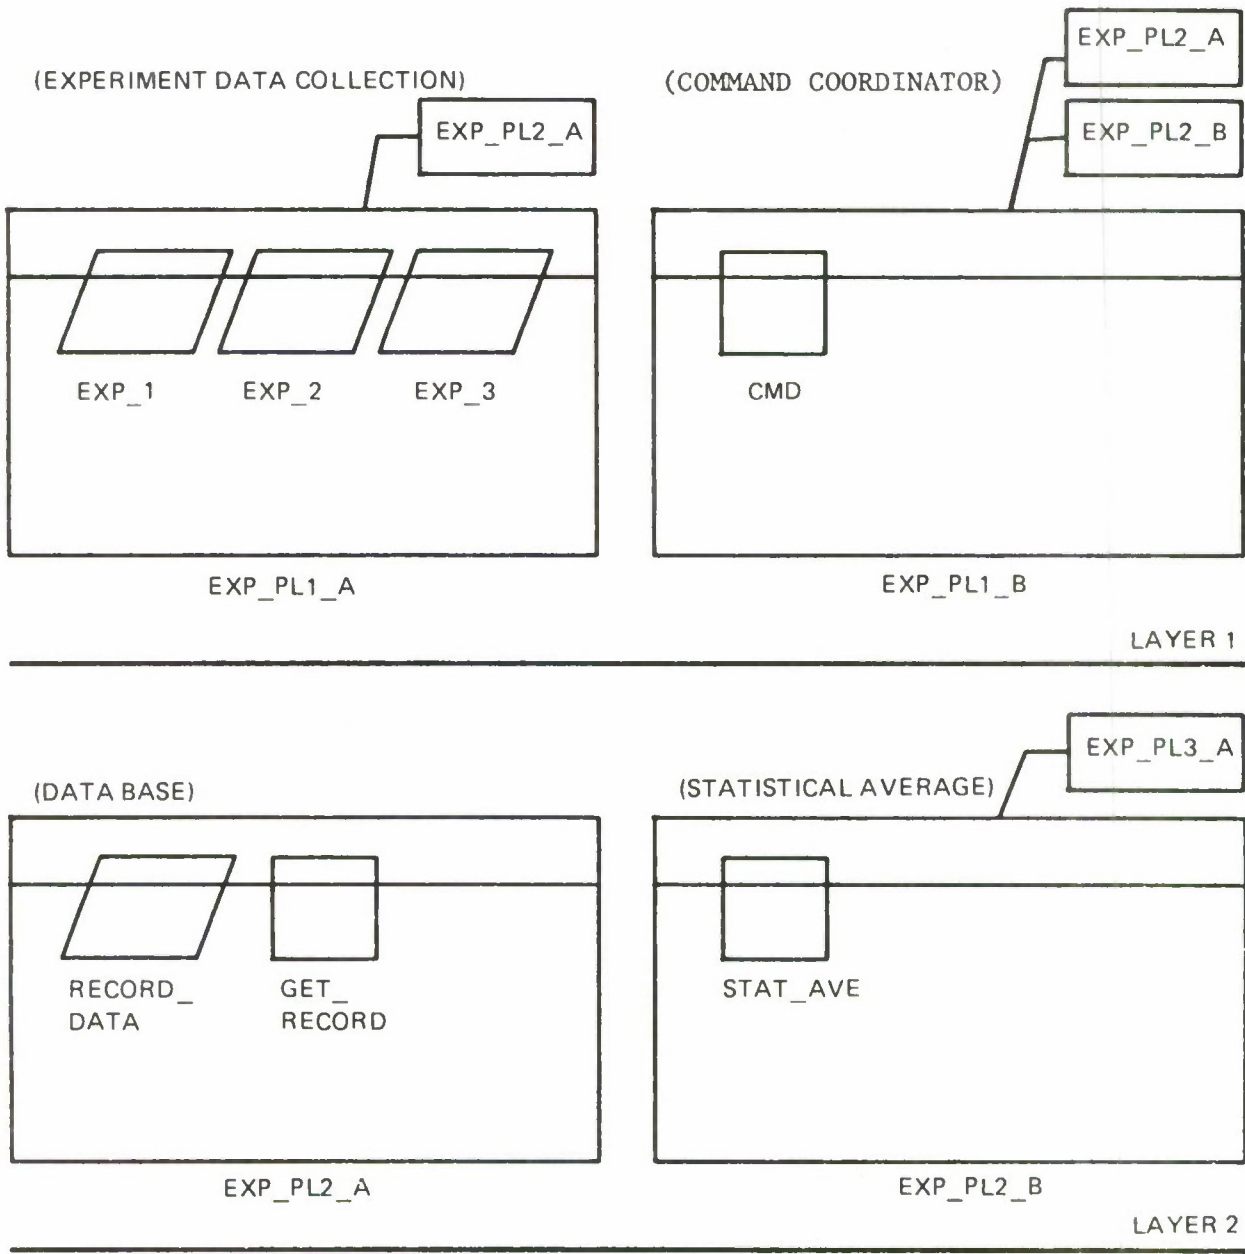 (EXPERIMENT DATA COLLECTION)
EXP_PL2_A
EXP_1
EXP_2
EXP_3
EXP_PL1_A
(COMMAND COORDINATOR)
EXP_PL2_A
EXP_PL2_B
CMD
EXP_PL1_B
LAYER 1
(DATA BASE)
RECORD_
DATA
GET_
RECORD
EXP_PL2_A
(STATISTICAL AVERAGE)
EXP_PL3_A
STAT_AVE
EXP_PL2_B
LAYER 2